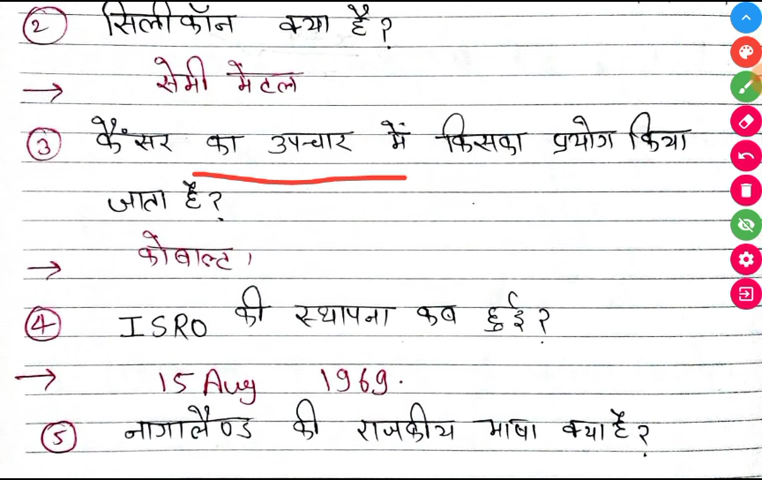 ② सिलीकॉन क्या है?
→ सेमी मेटल
③ कैंसर का उपचार में किसका प्रयोग किया
जाता है?
→ कोबाल्ट।
④ ISRO की स्थापना कब हुई?
→ 15 Aug 1969.
⑤ नागालैण्ड की राजकीय भाषा क्या है?